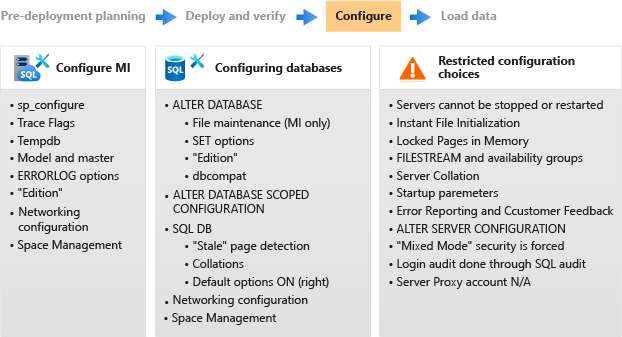 Pre-deployment planning
Deploy and verify
Configure
Load data
SQL
Configure MI
• sp_configure
• Trace Flags
• Tempdb
• Model and master
• ERRORLOG options
• "Edition"
• Networking
configuration
• Space Management
SQL
Configuring databases
• ALTER DATABASE
• File maintenance (MI only)
• SET options
• "Edition"
• dbcompat
• ALTER DATABASE SCOPED
CONFIGURATION
• SQL DB
• "Stale" page detection
• Collations
• Default options ON (right)
• Networking configuration
• Space Management
Restricted configuration
choices
• Servers cannot be stopped or restarted
• Instant File Initialization
• Locked Pages in Memory
• FILESTREAM and availability groups
• Server Collation
• Startup paremeters
• Error Reporting and Ccustomer Feedback
• ALTER SERVER CONFIGURATION
• "Mixed Mode" security is forced
• Login audit done through SQL audit
• Server Proxy account N/A